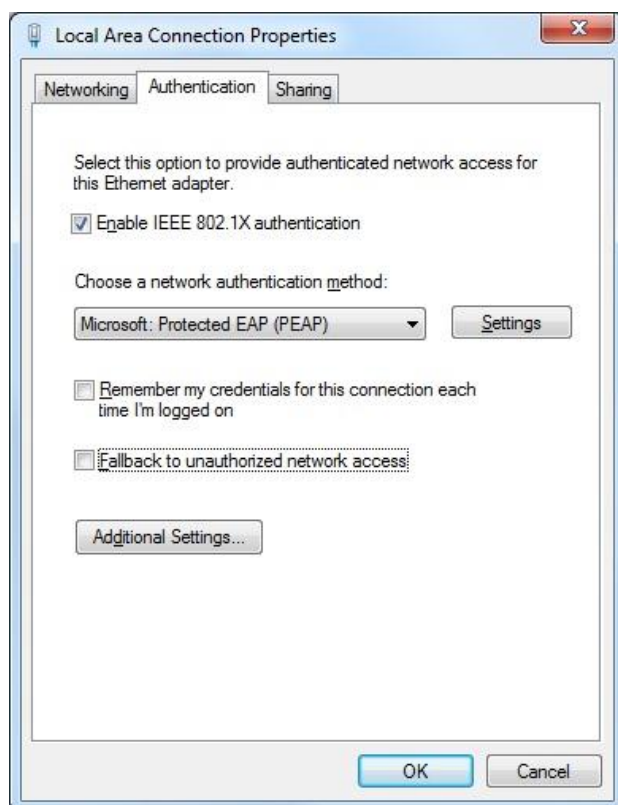 Local Area Connection Properties
Networking Authentication Sharing
Select this option to provide authenticated network access for
this Ethernet adapter.
Enable IEEE 802.1X authentication
Choose a network authentication method:
Microsoft: Protected EAP (PEAP) Settings
Remember my credentials for this connection each
time I'm logged on
Fallback to unauthorized network access
Additional Settings...
OK Cancel